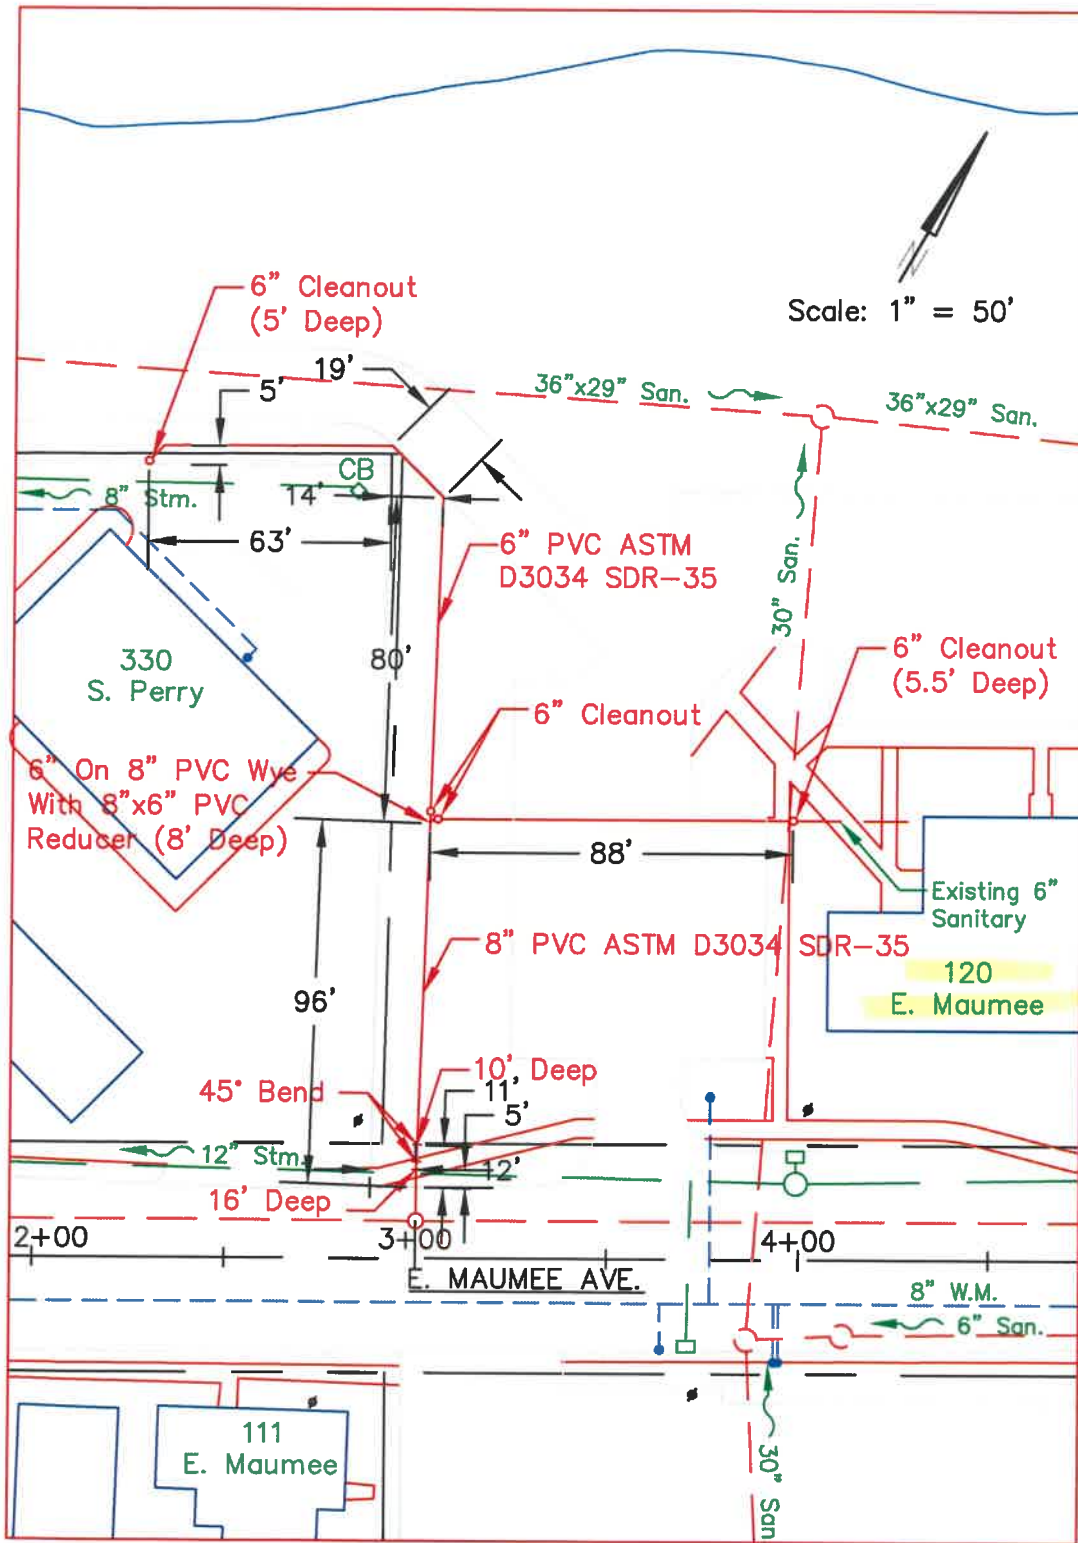 6" Cleanout
(5' Deep)
Scale: 1" = 50'
N
19'
5'
36"x29" San.
36"x29" San.
CB
8" Stm.
14'
63'
6" PVC ASTM
D3034 SDR-35
30" San.
330
S. Perry
80'
6" Cleanout
(5.5' Deep)
6" Cleanout
6" On 8" PVC Wye
With 8"x6" PVC
Reducer (8' Deep)
88'
Existing 6"
Sanitary
8" PVC ASTM D3034 SDR-35
120
E. Maumee
96'
10' Deep
45° Bend
11'
5'
12" Stm.
12'
16' Deep
2+00
3+00
4+00
E. MAUMEE AVE.
8" W.M.
6" San.
111
E. Maumee
30" San